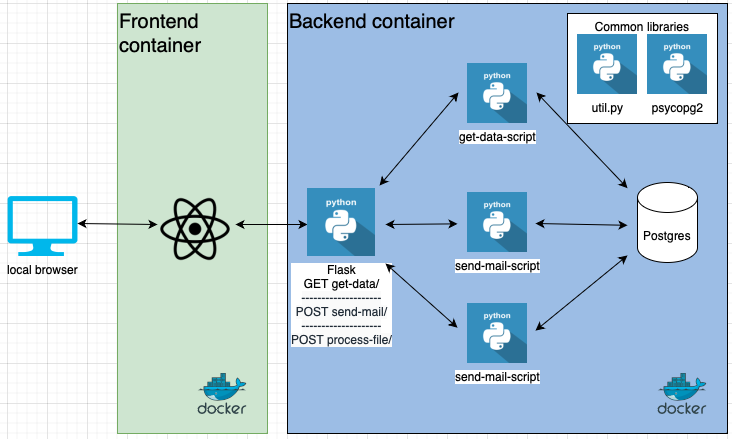 Frontend
container
Backend container
Common libraries
python
python
util.py
psycopg2
python
get-data-script
python
Flask
GET get-data/
--------------------
POST send-mail/
--------------------
POST process-file/
python
send-mail-script
python
send-mail-script
Postgres
local browser
docker
docker